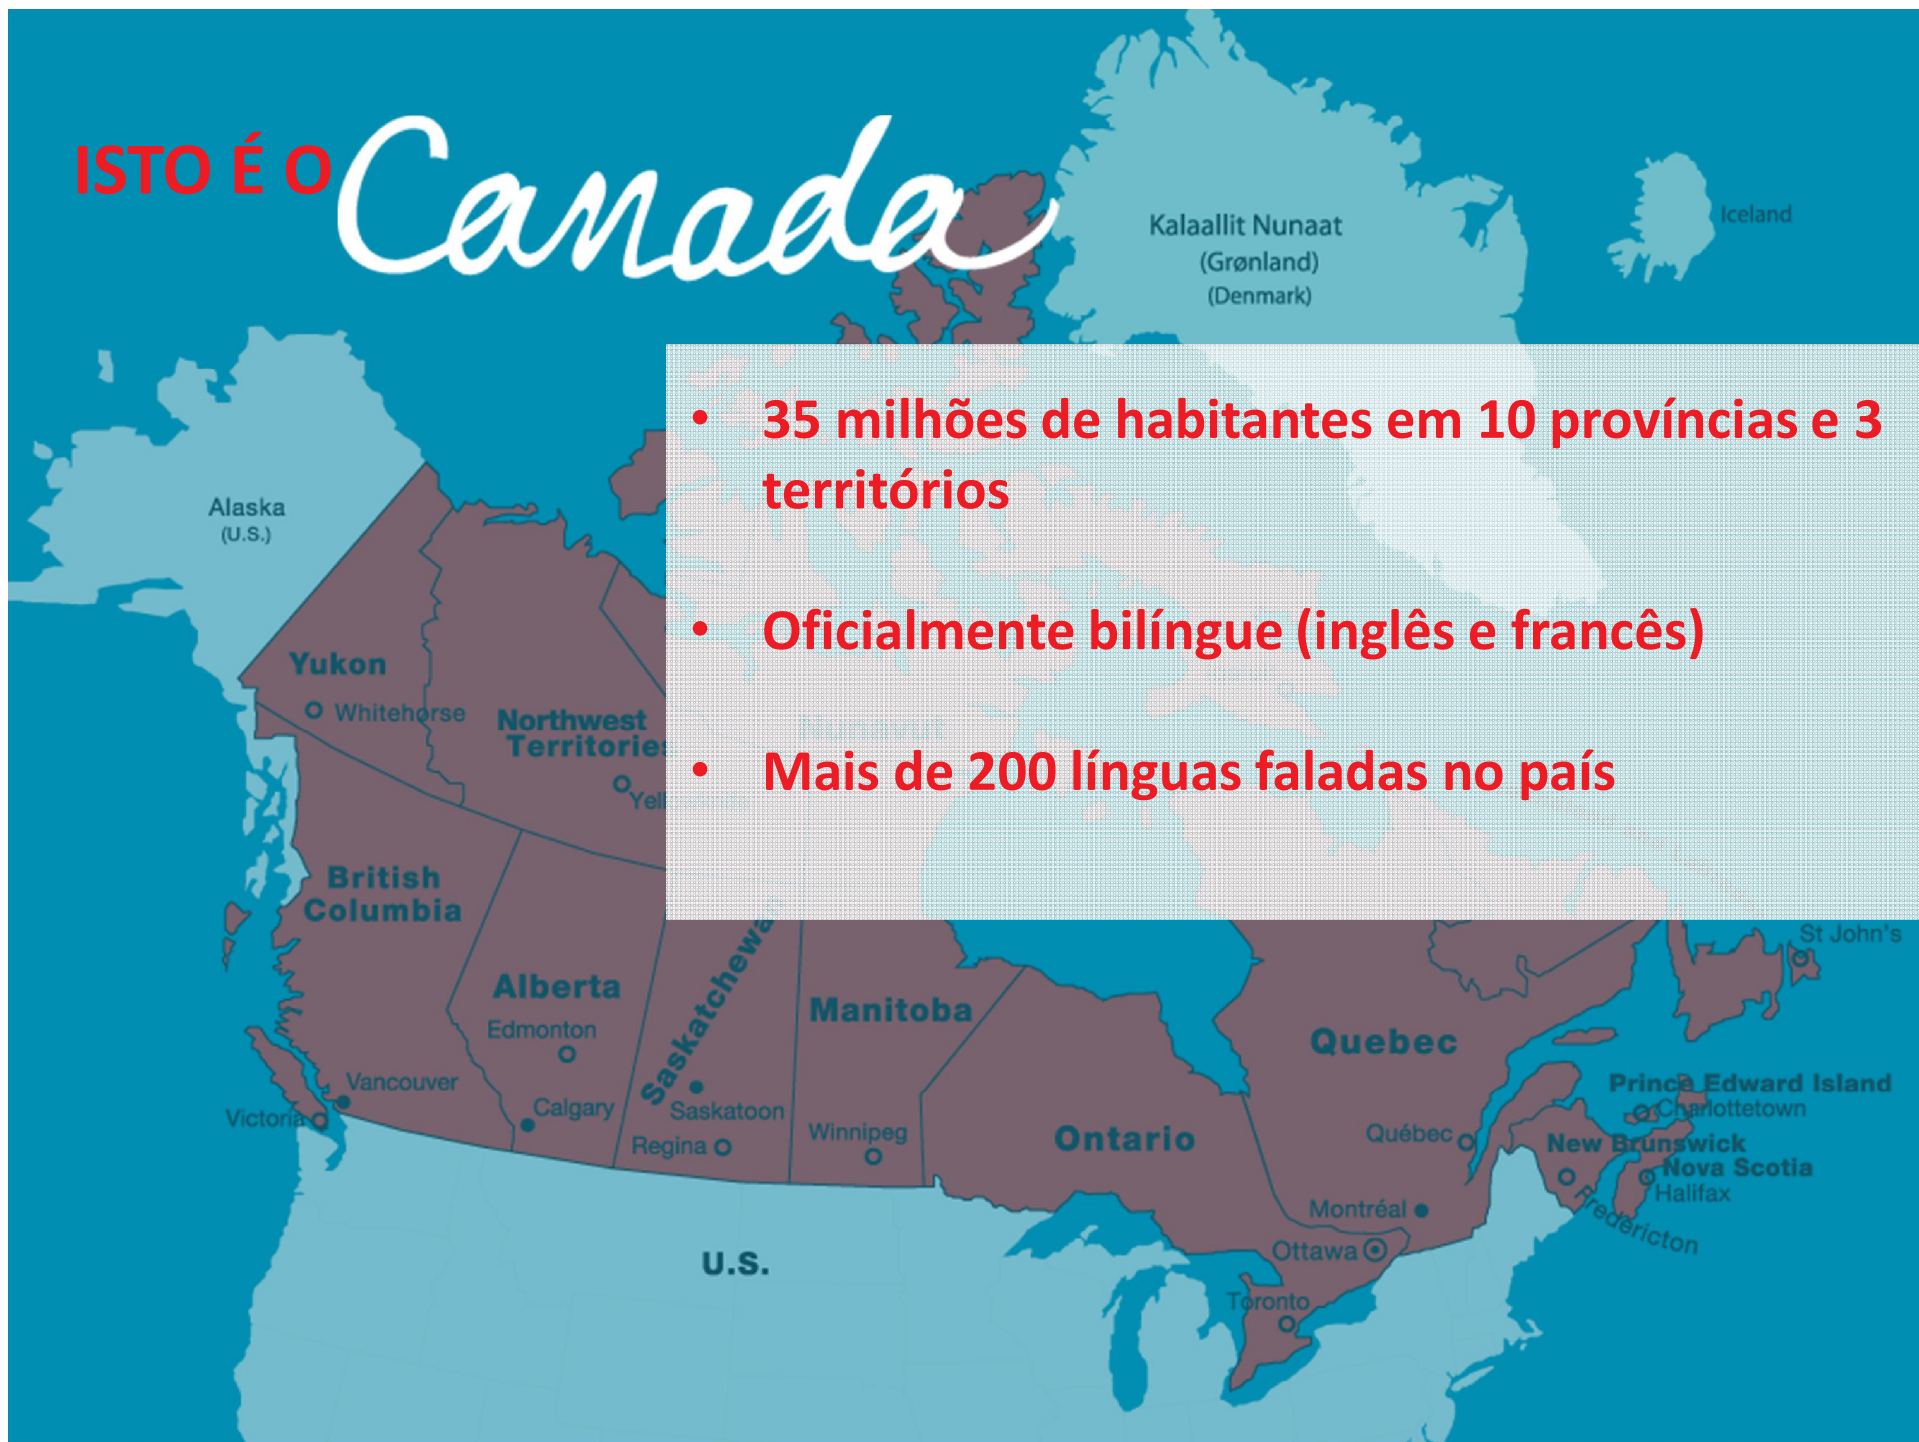 ISTO É O Canada
Kalaallit Nunaat
(Grønland)
(Denmark)
Iceland
• 35 milhões de habitantes em 10 províncias e 3
territórios
• Oficialmente bilíngue (inglês e francês)
• Mais de 200 línguas faladas no país
Alaska
(U.S.)
Yukon
Whitehorse
Northwest
Territories
Nunavut
British
Columbia
Alberta
Edmonton
Calgary
Vancouver
Victoria
Saskatchewan
Saskatoon
Regina
Manitoba
Winnipeg
Ontario
Quebec
Québec
Montréal
Ottawa
Toronto
St John's
Prince Edward Island
Charlottetown
New Brunswick
Nova Scotia
Halifax
Fredericton
U.S.